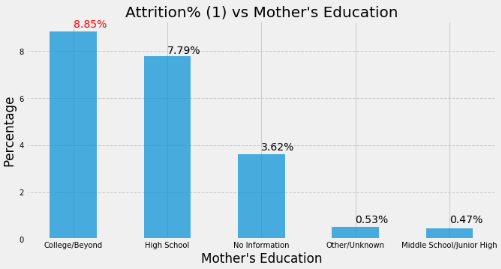 Attrition% (1) vs Mother's Education
8.85%
7.79%
3.62%
0.53%
0.47%
Percentage
8
6
4
2
0
College/Beyond
High School
No Information
Other/Unknown
Middle School/Junior High
Mother's Education